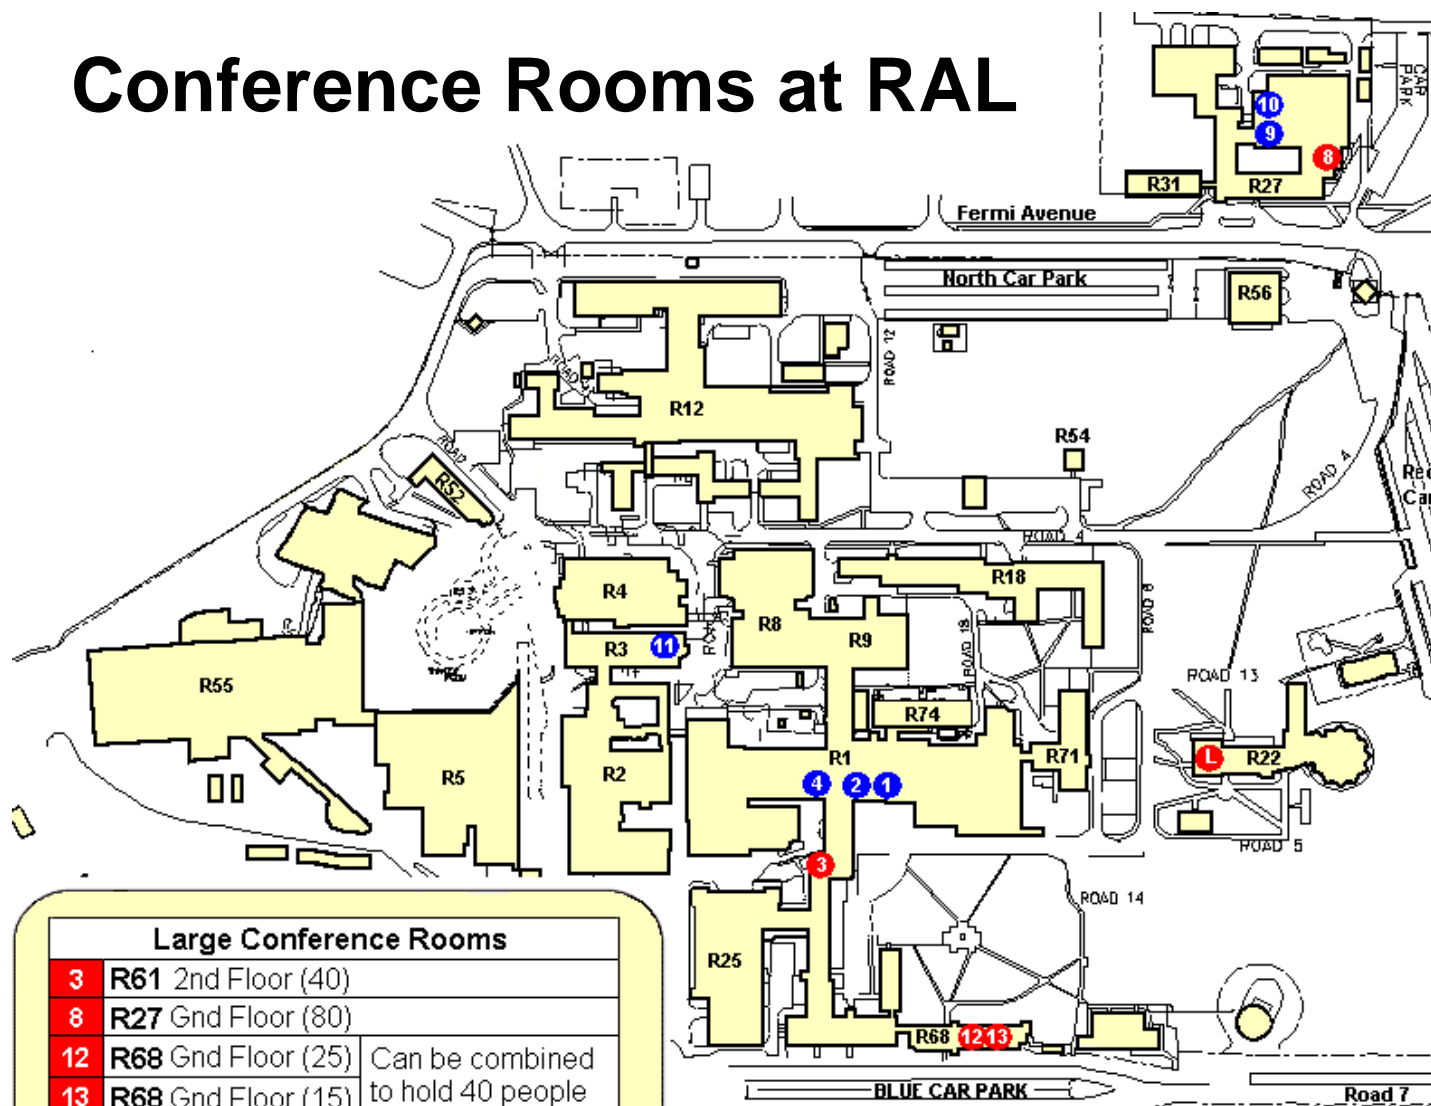 Conference Rooms at RAL
CAR
PARK
10
9
8
R31
R27
Fermi Avenue
North Car Park
R56
ROAD 12
R12
R54
ROAD 4
Car
R52
ROAD 4
R4
R18
R8
R9
ROAD 6
ROAD 18
R3
11
R55
ROAD 13
R74
R1
R71
L
R22
R5
R2
4
2
1
ROAD 5
3
ROAD 14
R25
R68
12
13
BLUE CAR PARK
Road 7
Large Conference Rooms
3 R61 2nd Floor (40)
8 R27 Gnd Floor (80)
12 R68 Gnd Floor (25) Can be combined
13 R68 Gnd Floor (15) to hold 40 people